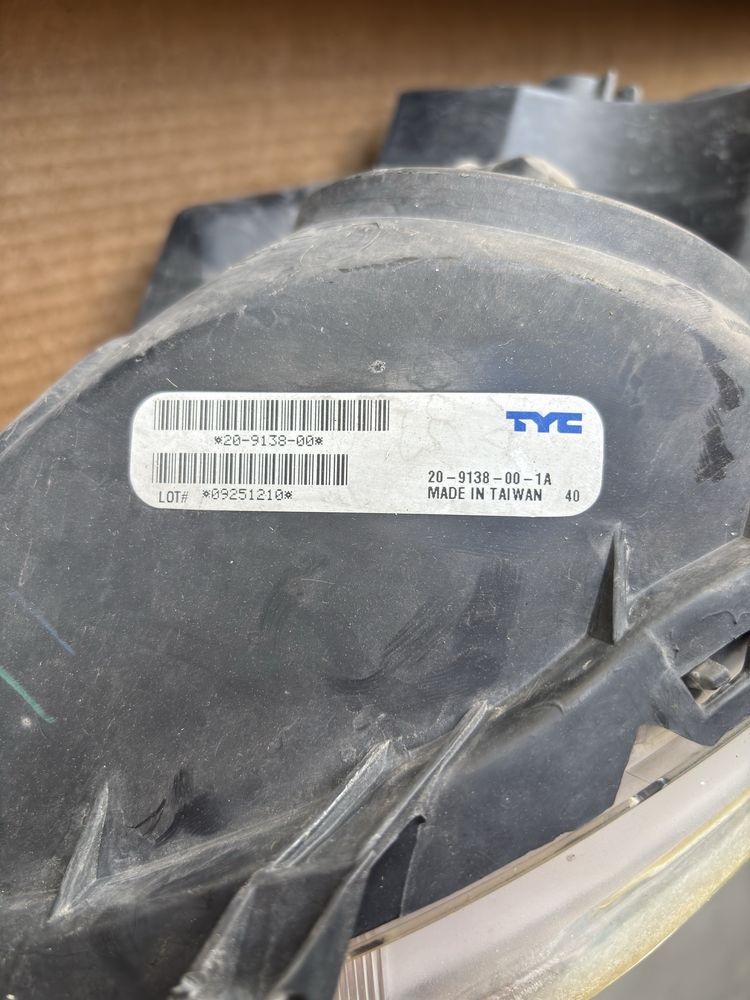 TYC
*20-9138-00*
20-9138-00-1A
LOT# *09251210*
MADE IN TAIWAN 40